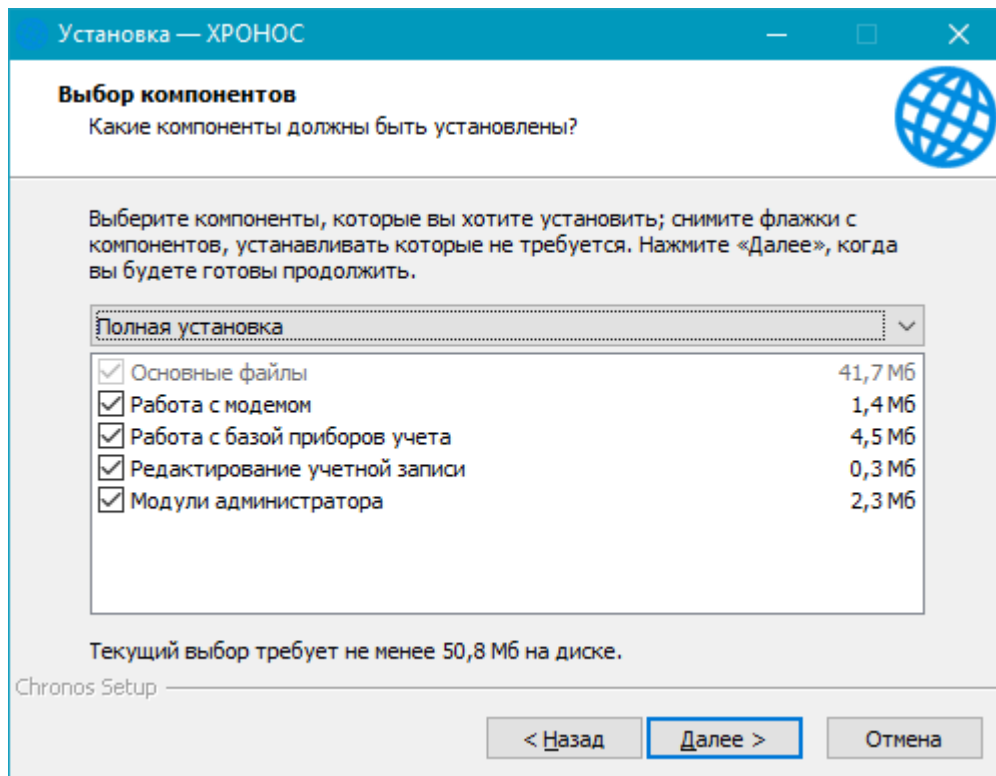 Установка — ХРОНОС
Выбор компонентов
Какие компоненты должны быть установлены?
Выберите компоненты, которые вы хотите установить; снимите флажки с
компонентов, устанавливать которые не требуется. Нажмите «Далее», когда
вы будете готовы продолжить.
Полная установка
Основные файлы 41,7 Мб
Работа с модемом 1,4 Мб
Работа с базой приборов учета 4,5 Мб
Редактирование учетной записи 0,3 Мб
Модули администратора 2,3 Мб
Текущий выбор требует не менее 50,8 Мб на диске.
Chronos Setup
< Назад Далее > Отмена